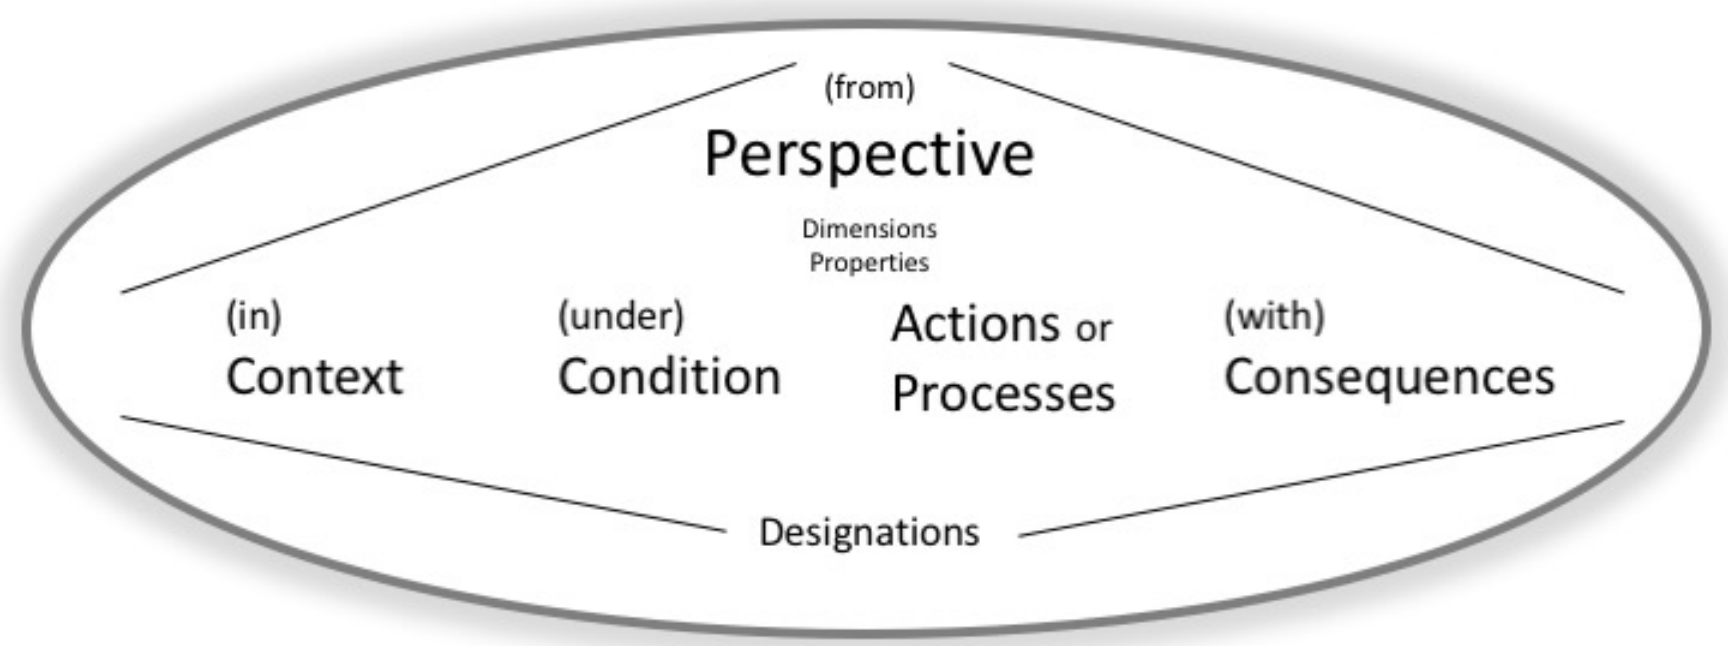 (from)
Perspective
Dimensions
Properties
(in)
Context
(under)
Condition
Actions or
Processes
(with)
Consequences
Designations